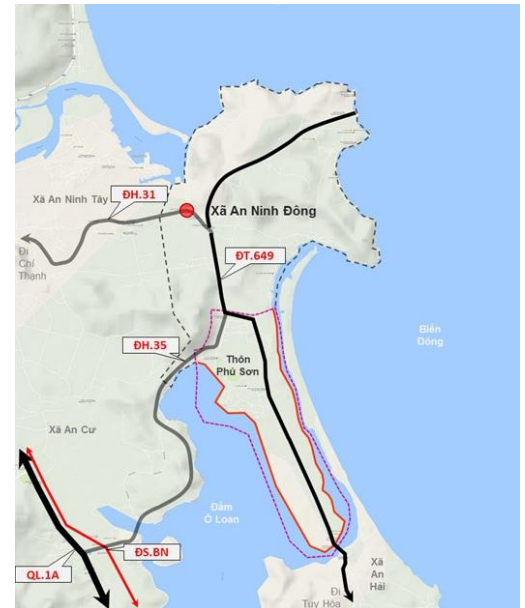 ĐH.31
Xã An Ninh Tây
Xã An Ninh Đông
Đi
Chí
Thạnh
ĐT.649
Biển
Đông
ĐH.35
Thôn
Phú Sơn
Xã An Cư
Đầm
Ô Loan
ĐS.BN
QL.1A
Xã
An
Hải
Đi
Tuy Hòa